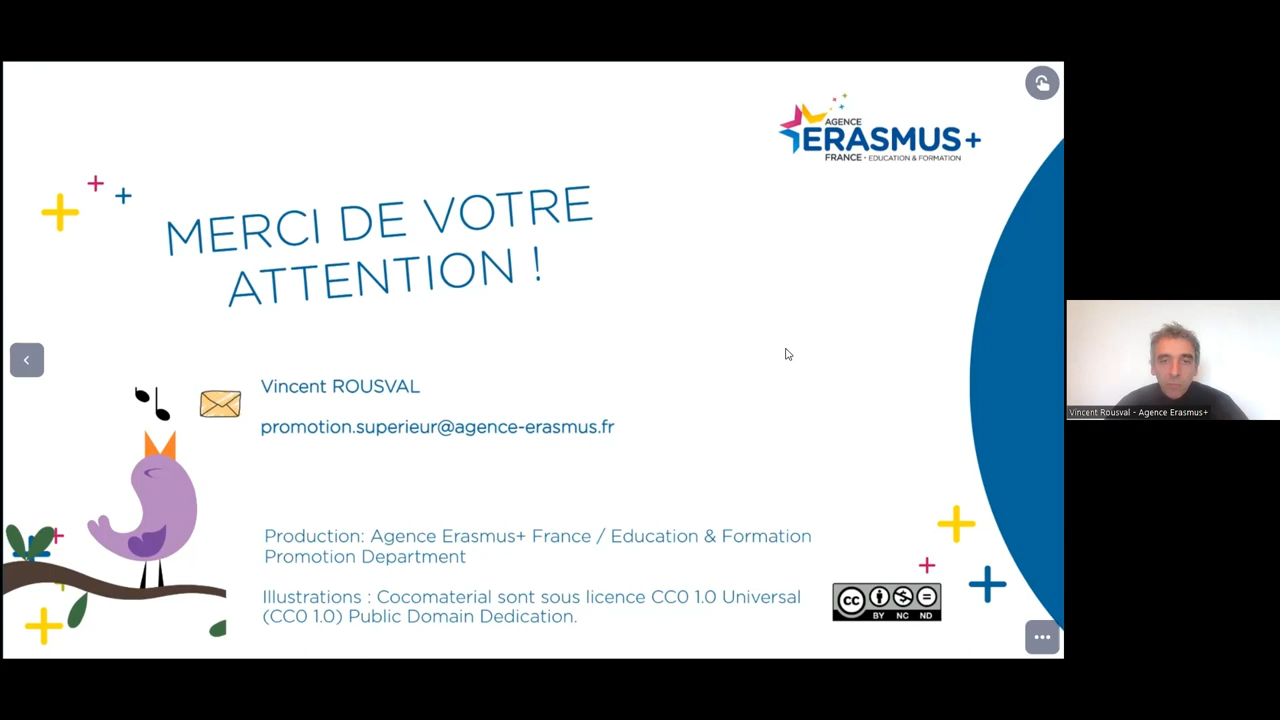 AGENCE
ERASMUS+
FRANCE • EDUCATION & FORMATION
MERCI DE VOTRE
ATTENTION !
Vincent ROUSVAL
promotion.superieur@agence-erasmus.fr
Production: Agence Erasmus+ France / Education & Formation
Promotion Department
Illustrations : Cocomaterial sont sous licence CC0 1.0 Universal
(CC0 1.0) Public Domain Dedication.
cc
BY NC ND
Vincent Rousval - Agence Erasmus+